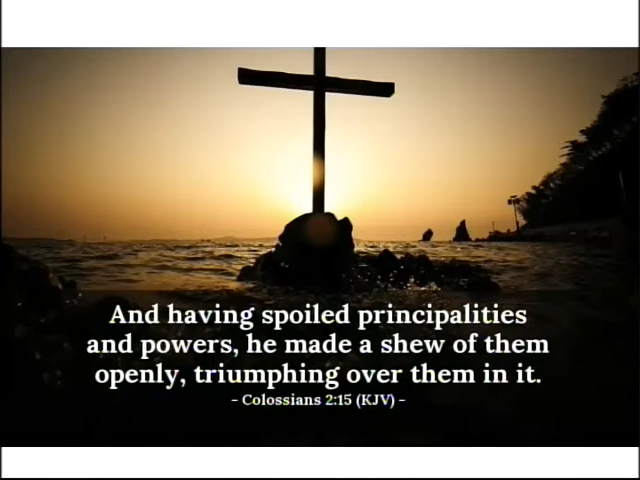 And having spoiled principalities
and powers, he made a shew of them
openly, triumphing over them in it.
- Colossians 2:15 (KJV) -